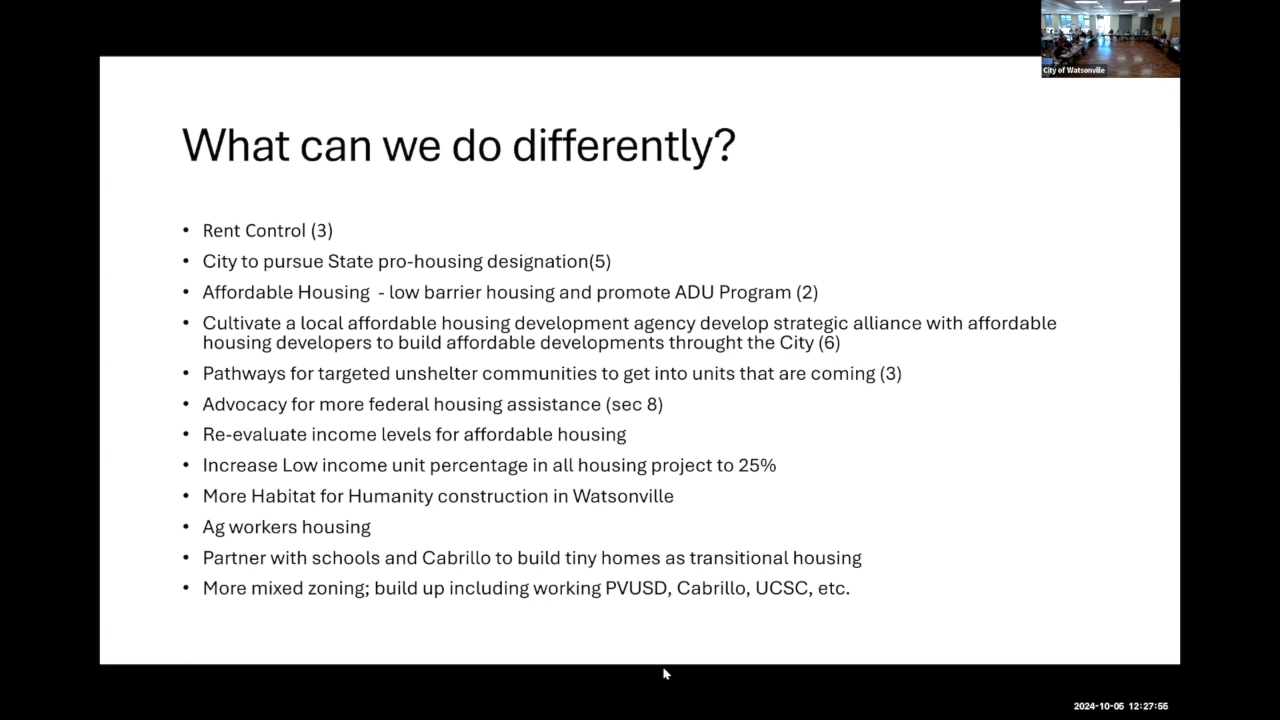 City of Watsonville
What can we do differently?
• Rent Control (3)
• City to pursue State pro-housing designation(5)
• Affordable Housing  - low barrier housing and promote ADU Program (2)
• Cultivate a local affordable housing development agency develop strategic alliance with affordable
housing developers to build affordable developments throught the City (6)
• Pathways for targeted unshelter communities to get into units that are coming (3)
• Advocacy for more federal housing assistance (sec 8)
• Re-evaluate income levels for affordable housing
• Increase Low income unit percentage in all housing project to 25%
• More Habitat for Humanity construction in Watsonville
• Ag workers housing
• Partner with schools and Cabrillo to build tiny homes as transitional housing
• More mixed zoning; build up including working PVUSD, Cabrillo, UCSC, etc.
2024-10-05 12:27:55